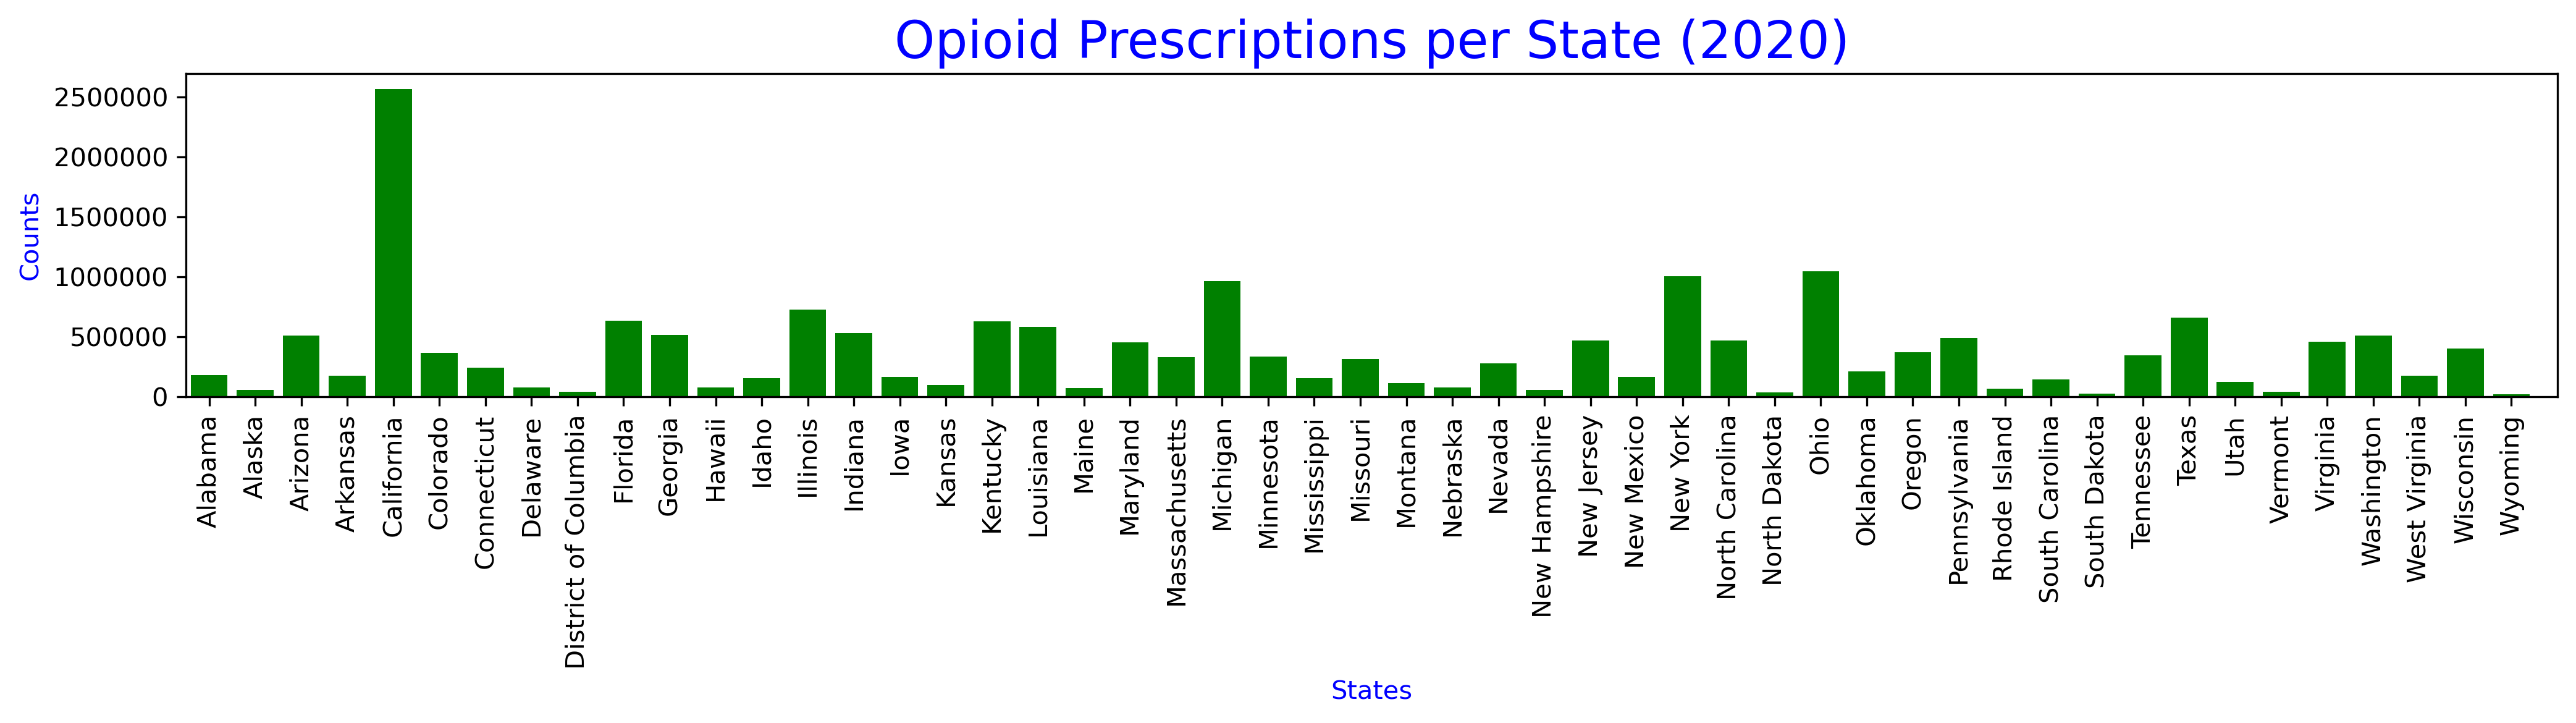 Opioid Prescriptions per State (2020)
2500000
2000000
1500000
1000000
500000
0
Counts
Alabama
Alaska
Arizona
Arkansas
California
Colorado
Connecticut
Delaware
District of Columbia
Florida
Georgia
Hawaii
Idaho
Illinois
Indiana
Iowa
Kansas
Kentucky
Louisiana
Maine
Maryland
Massachusetts
Michigan
Minnesota
Mississippi
Missouri
Montana
Nebraska
Nevada
New Hampshire
New Jersey
New Mexico
New York
North Carolina
North Dakota
Ohio
Oklahoma
Oregon
Pennsylvania
Rhode Island
South Carolina
South Dakota
Tennessee
Texas
Utah
Vermont
Virginia
Washington
West Virginia
Wisconsin
Wyoming
States